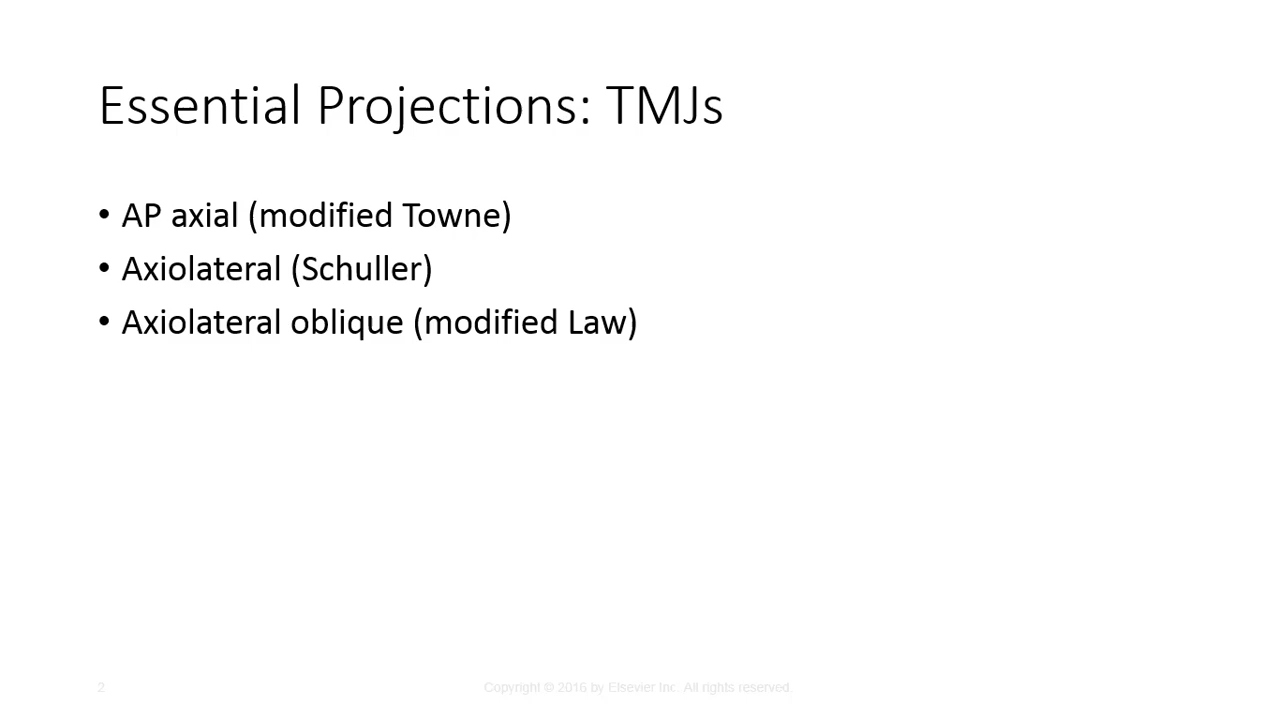 Essential Projections: TMJs
• AP axial (modified Towne)
• Axiolateral (Schuller)
• Axiolateral oblique (modified Law)
2
Copyright © 2016 by Elsevier Inc. All rights reserved.